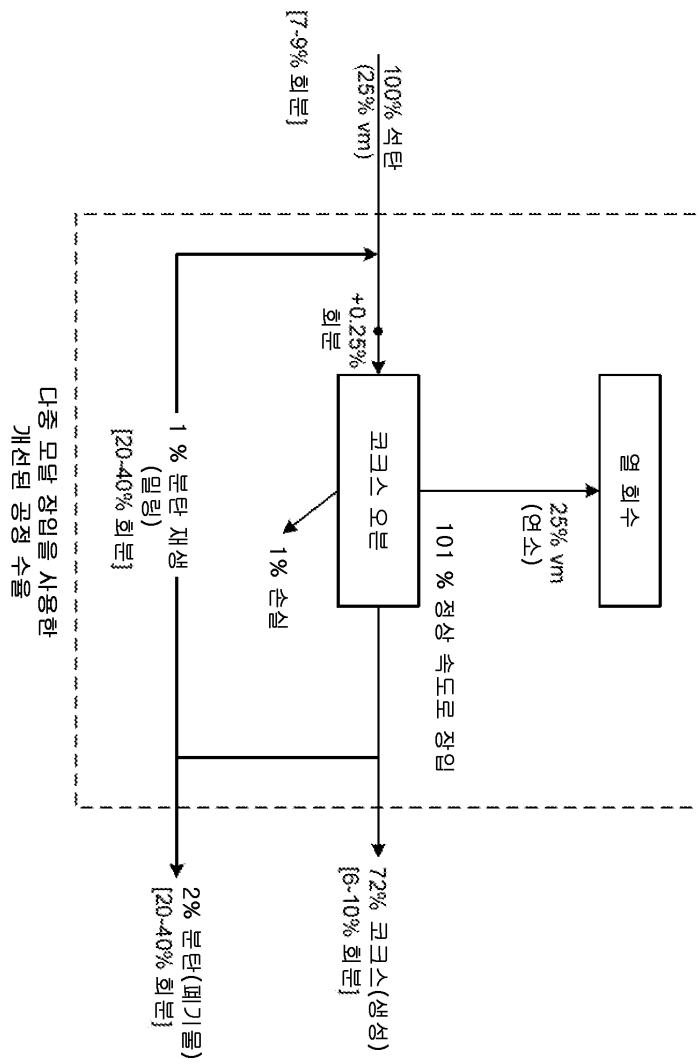 열 회수
25% vm
(연소)
101 % 정상 속도로 장입
100% 석탄
(25% vm)
[7-9% 회분]
+0.25%
회분
코크스 오븐
72% 코크스(생성)
[6-10% 회분]
1% 손실
1 % 분탄 재생
(밀링)
[20-40% 회분]
2% 분탄(폐기물)
[20-40% 회분]
다중 모달 장입을 사용한
개선된 공정 수율